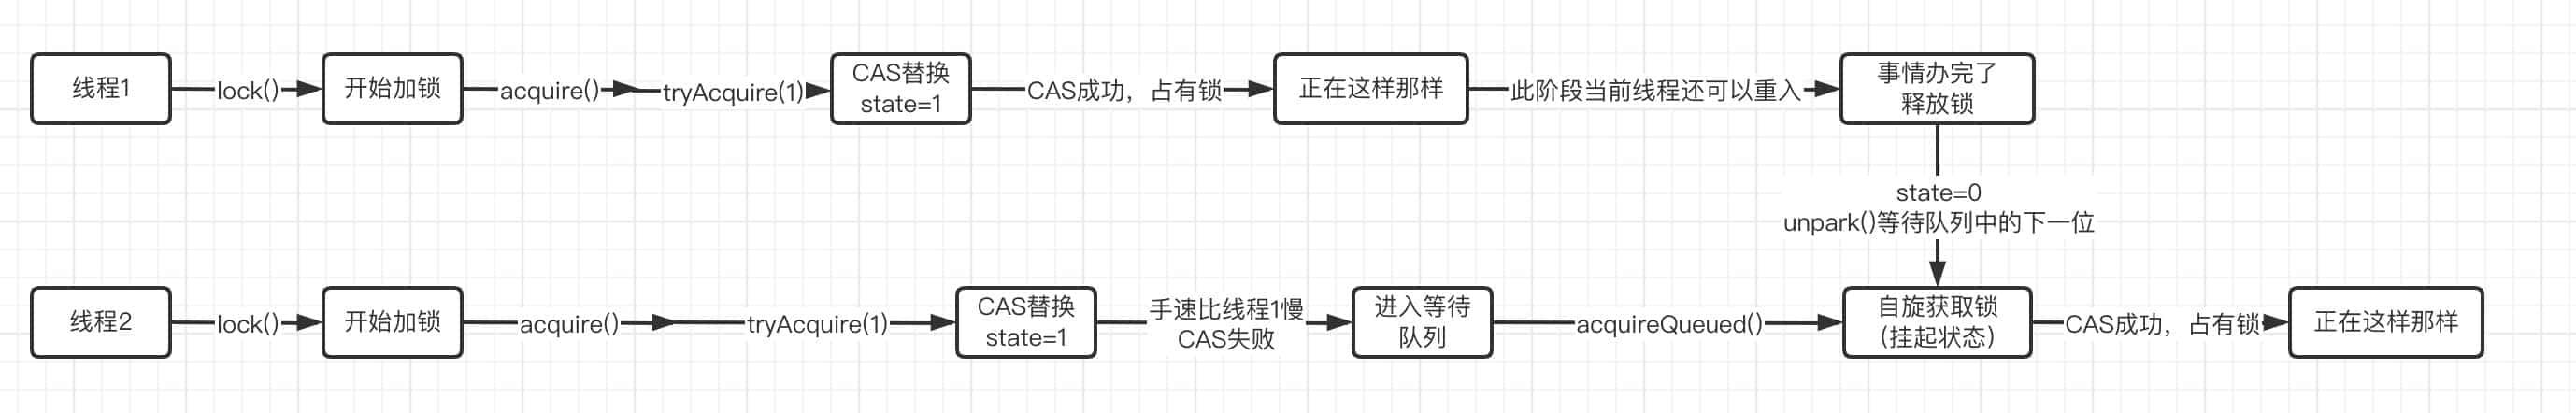 线程1
lock()
开始加锁
acquire()
tryAcquire(1)
CAS替换
state=1
CAS成功，占有锁
正在这样那样
此阶段当前线程还可以重入
事情办完了
释放锁
state=0
unpark()等待队列中的下一位
线程2
lock()
开始加锁
acquire()
tryAcquire(1)
CAS替换
state=1
手速比线程1慢
CAS失败
进入等待
队列
acquireQueued()
自旋获取锁
（挂起状态）
CAS成功，占有锁
正在这样那样